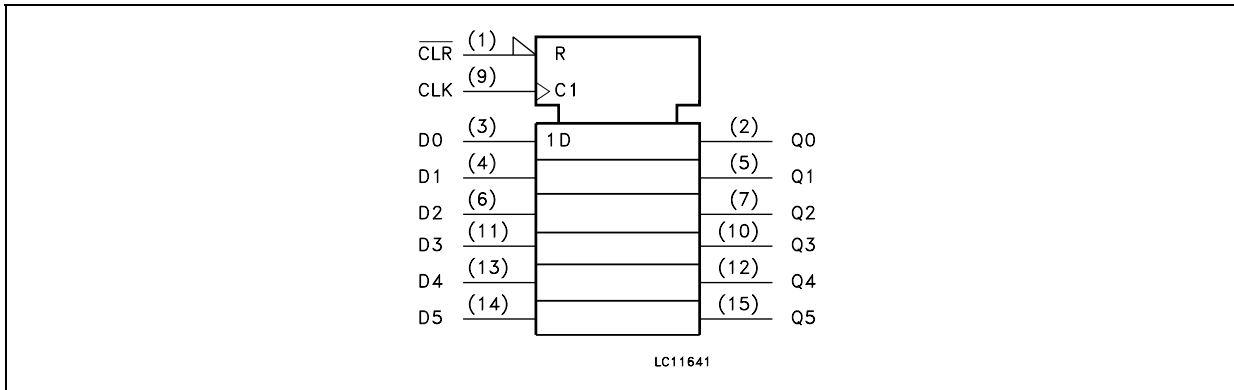 C̅L̅R̅ (1) R
CLK (9) C1
D0 (3) 1D (2) Q0
D1 (4) (5) Q1
D2 (6) (7) Q2
D3 (11) (10) Q3
D4 (13) (12) Q4
D5 (14) (15) Q5
LC11641